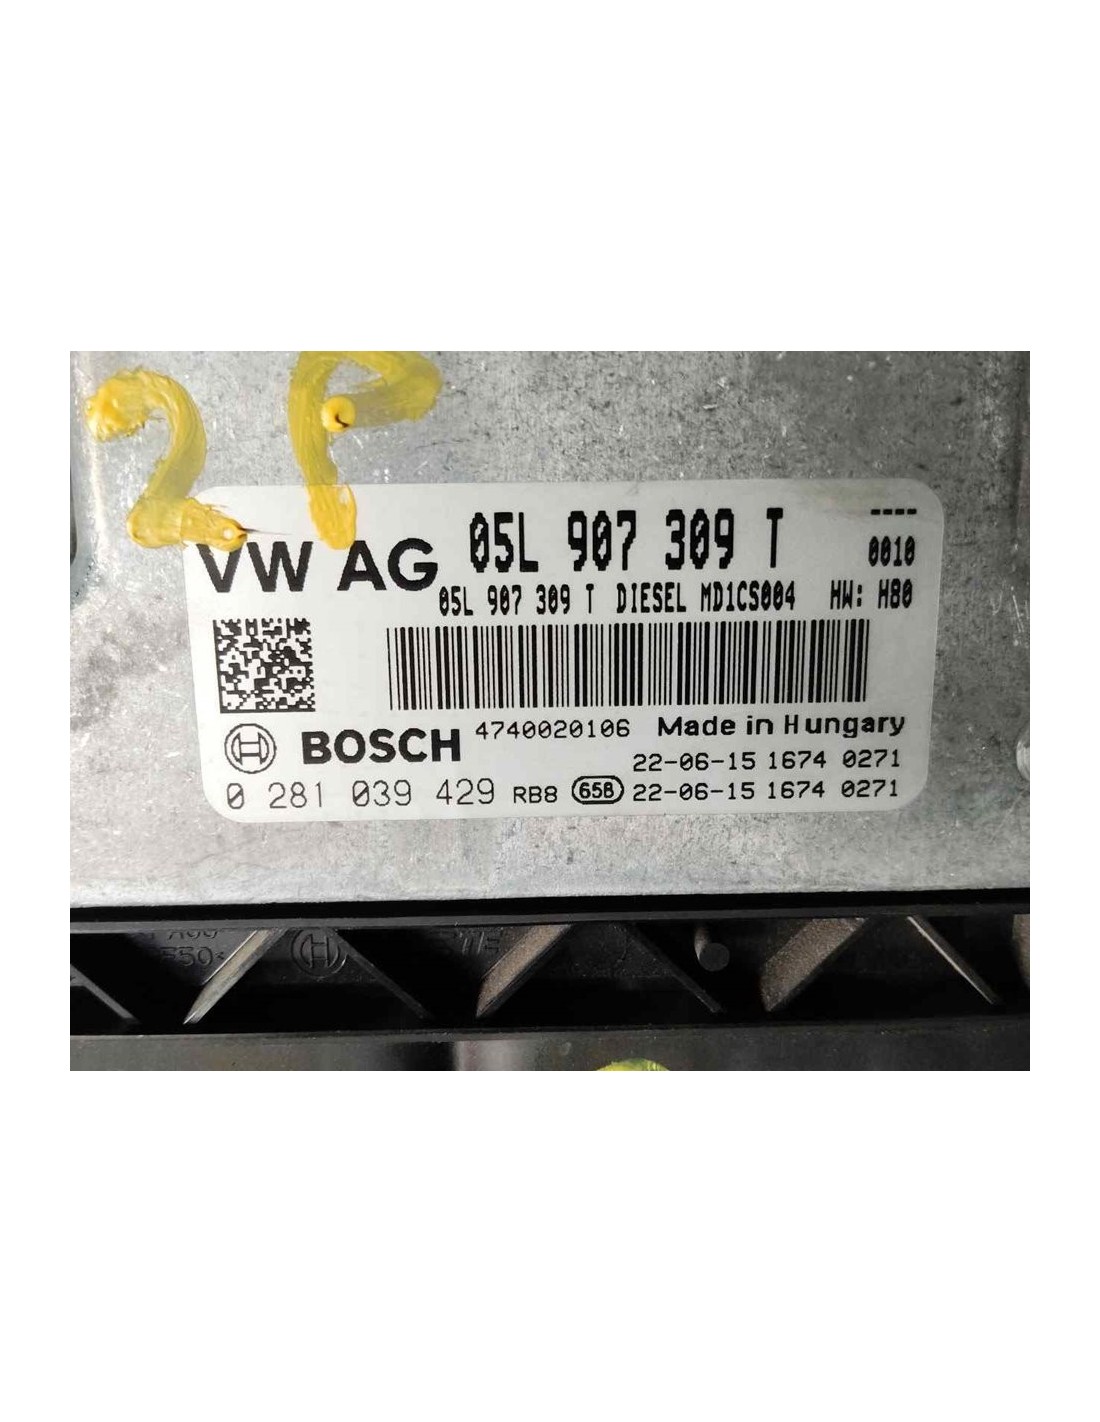 2P
VW AG 05L 907 309 T ----
0010
05L 907 309 T DIESEL MD1CS004 HW: H80
BOSCH 4740020106 Made in Hungary
22-06-15 1674 0271
0 281 039 429 RB8 65B 22-06-15 1674 0271